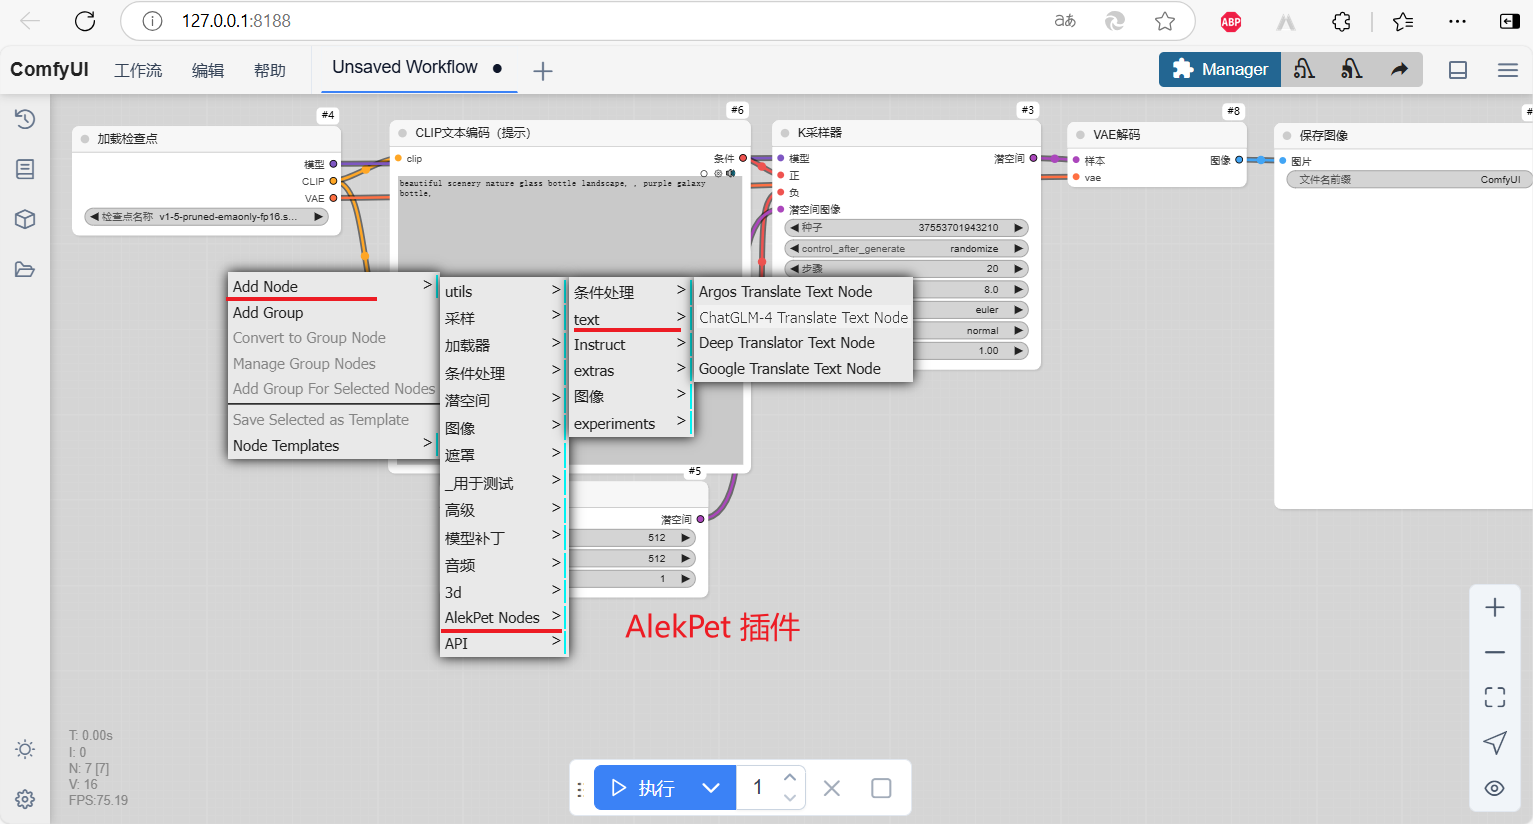 127.0.0.1:8188
aあ
ABP
ComfyUI
工作流
编辑
帮助
Unsaved Workflow
Manager
#4
加载检查点
模型
CLIP
VAE
检查点名称 v1-5-pruned-emaonly-fp16.s...
#6
CLIP文本编码（提示）
clip
条件
beautiful scenery nature glass bottle landscape, , purple galaxy
bottle,
#3
K采样器
模型
潜空间
正
负
潜空间图像
种子 37553701943210
control_after_generate randomize
步骤 20
8.0
euler
normal
1.00
#8
VAE解码
样本
图像
vae
保存图像
图片
文件名前缀 ComfyUI
Add Node
Add Group
Convert to Group Node
Manage Group Nodes
Add Group For Selected Nodes
Save Selected as Template
Node Templates
utils
采样
加载器
条件处理
潜空间
图像
遮罩
_用于测试
高级
模型补丁
音频
3d
AlekPet Nodes
API
条件处理
text
Instruct
extras
图像
experiments
Argos Translate Text Node
ChatGLM-4 Translate Text Node
Deep Translator Text Node
Google Translate Text Node
#5
潜空间
512
512
1
AlekPet 插件
T: 0.00s
I: 0
N: 7 [7]
V: 16
FPS:75.19
执行
1